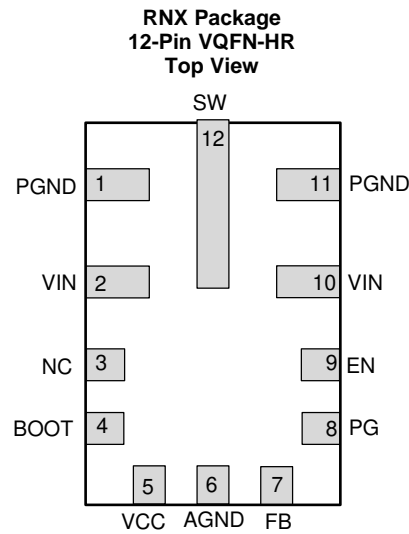 RNX Package
12-Pin VQFN-HR
Top View
SW
12
PGND 1 11 PGND
VIN 2 10 VIN
NC 3 9 EN
BOOT 4 8 PG
5 6 7
VCC AGND FB